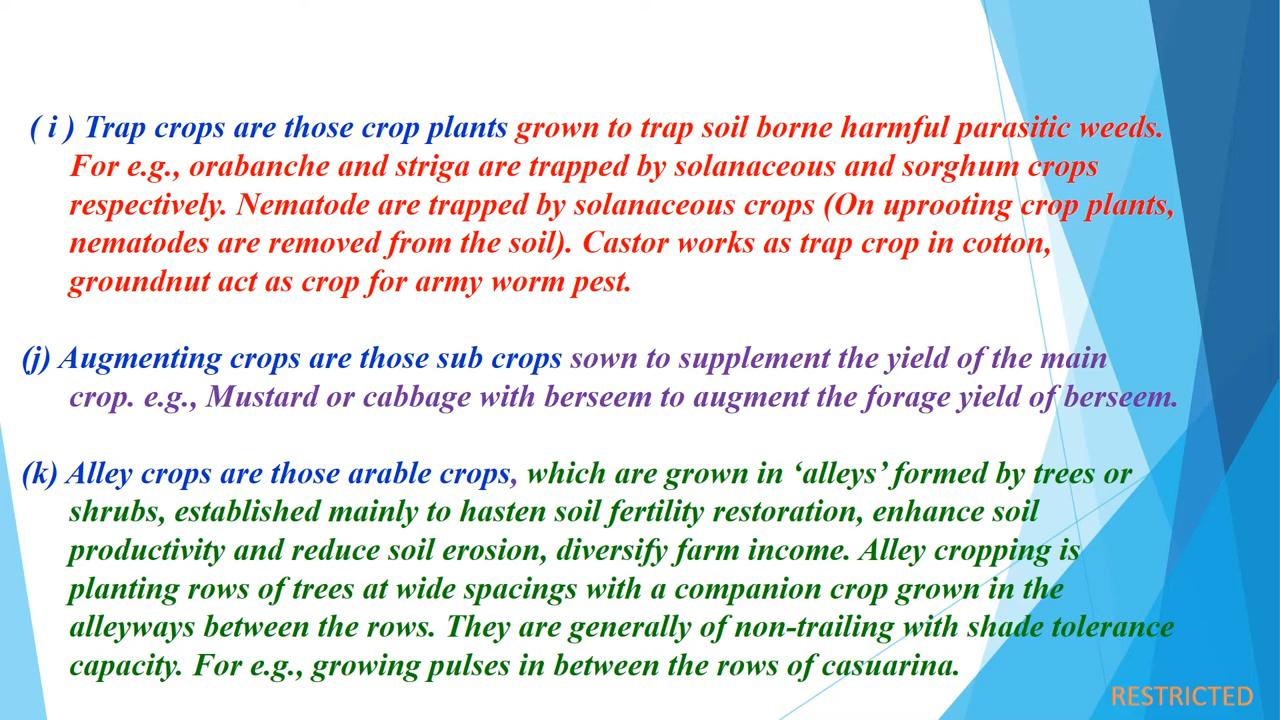 ( i ) Trap crops are those crop plants grown to trap soil borne harmful parasitic weeds.
For e.g., orabanche and striga are trapped by solanaceous and sorghum crops
respectively. Nematode are trapped by solanaceous crops (On uprooting crop plants,
nematodes are removed from the soil). Castor works as trap crop in cotton,
groundnut act as crop for army worm pest.
(j) Augmenting crops are those sub crops sown to supplement the yield of the main
crop. e.g., Mustard or cabbage with berseem to augment the forage yield of berseem.
(k) Alley crops are those arable crops, which are grown in ‘alleys’ formed by trees or
shrubs, established mainly to hasten soil fertility restoration, enhance soil
productivity and reduce soil erosion, diversify farm income. Alley cropping is
planting rows of trees at wide spacings with a companion crop grown in the
alleyways between the rows. They are generally of non-trailing with shade tolerance
capacity. For e.g., growing pulses in between the rows of casuarina.
RESTRICTED